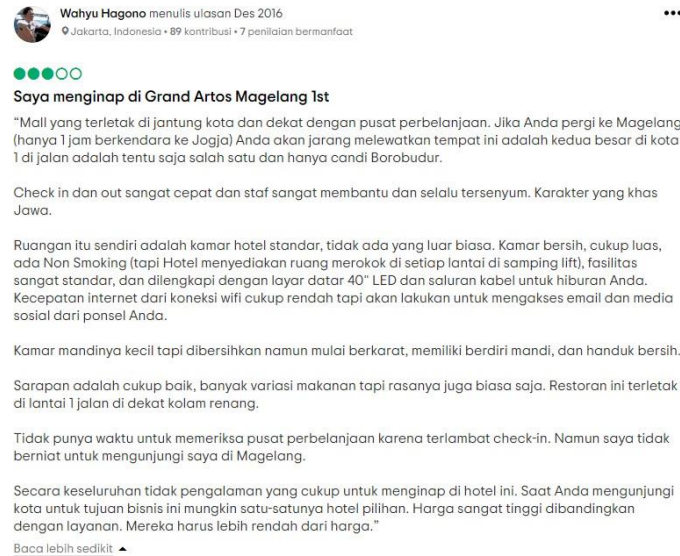 Wahyu Hagono menulis ulasan Des 2016
Jakarta, Indonesia • 89 kontribusi • 7 penilaian bermanfaat
Saya menginap di Grand Artos Magelang 1st
“Mall yang terletak di jantung kota dan dekat dengan pusat perbelanjaan. Jika Anda pergi ke Magelang
(hanya 1 jam berkendara ke Jogja) Anda akan jarang melewatkan tempat ini adalah kedua besar di kota
1 di jalan adalah tentu saja salah satu dan hanya candi Borobudur.
Check in dan out sangat cepat dan staf sangat membantu dan selalu tersenyum. Karakter yang khas
Jawa.
Ruangan itu sendiri adalah kamar hotel standar, tidak ada yang luar biasa. Kamar bersih, cukup luas,
ada Non Smoking (tapi Hotel menyediakan ruang merokok di setiap lantai di samping lift), fasilitas
sangat standar, dan dilengkapi dengan layar datar 40" LED dan saluran kabel untuk hiburan Anda.
Kecepatan internet dari koneksi wifi cukup rendah tapi akan lakukan untuk mengakses email dan media
sosial dari ponsel Anda.
Kamar mandinya kecil tapi dibersihkan namun mulai berkarat, memiliki berdiri mandi, dan handuk bersih.
Sarapan adalah cukup baik, banyak variasi makanan tapi rasanya juga biasa saja. Restoran ini terletak
di lantai 1 jalan di dekat kolam renang.
Tidak punya waktu untuk memeriksa pusat perbelanjaan karena terlambat check-in. Namun saya tidak
berniat untuk mengunjungi saya di Magelang.
Secara keseluruhan tidak pengalaman yang cukup untuk menginap di hotel ini. Saat Anda mengunjungi
kota untuk tujuan bisnis ini mungkin satu-satunya hotel pilihan. Harga sangat tinggi dibandingkan
dengan layanan. Mereka harus lebih rendah dari harga.”
Baca lebih sedikit